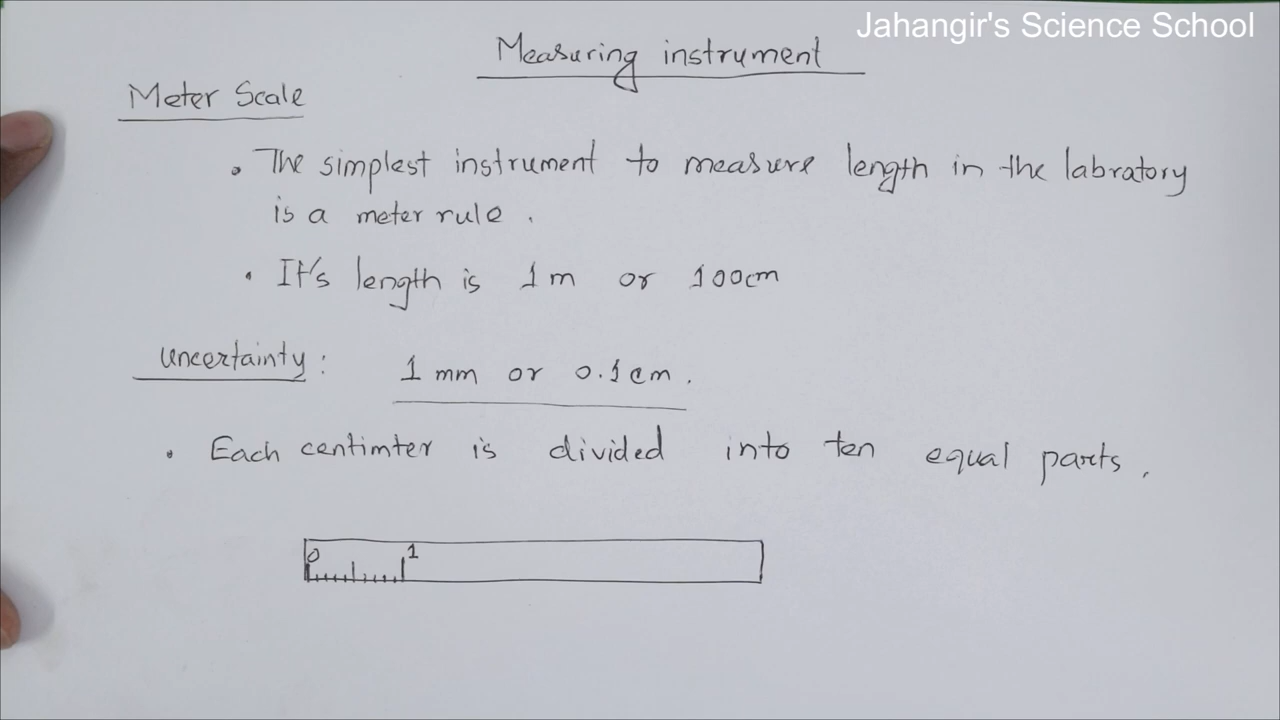 Jahangir's Science School
Measuring instrument
Meter Scale
• The simplest instrument to measure length in the labratory
is a meter rule .
• It's length is 1m or 100cm
Uncertainty : 1 mm or 0.1cm .
• Each centimter is divided into ten equal parts .
0 1